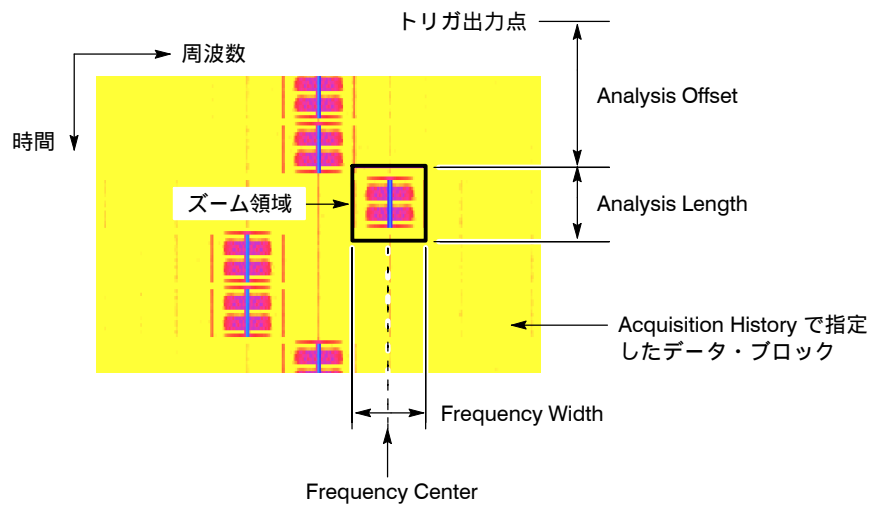 トリガ出力点
周波数
Analysis Offset
時間
ズーム領域
Analysis Length
Acquisition History で指定
したデータ・ブロック
Frequency Width
Frequency Center